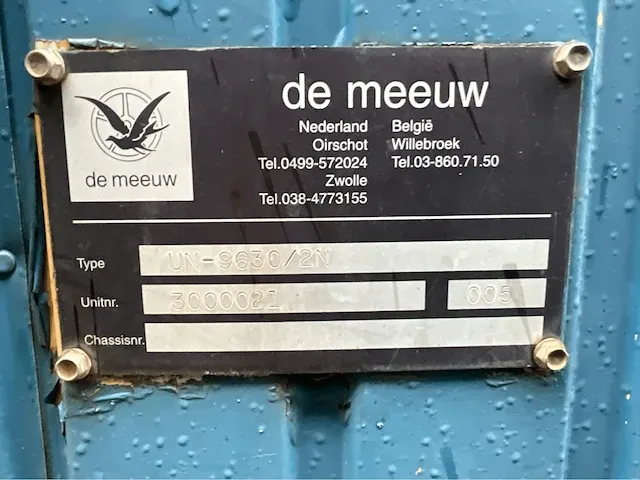 de meeuw
de meeuw
Nederland België
Oirschot Willebroek
Tel.0499-572024 Tel.03-860.71.50
Zwolle
Tel.038-4773155
Type UN-9630/2N
Unitnr. 3000021 005
Chassisnr.